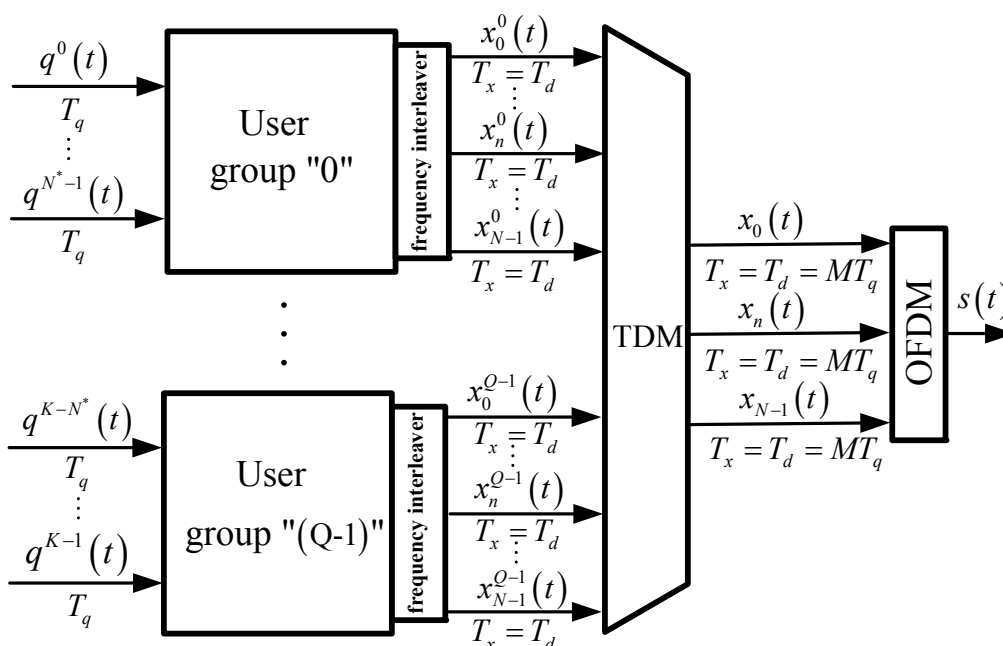 q^0(t)
T_q
⋮
q^{N^*-1}(t)
T_q
User
group "0"
frequency interleaver
x_0^0(t)
T_x = T_d
⋮
x_n^0(t)
T_x = T_d
⋮
x_{N-1}^0(t)
T_x = T_d
q^{K-N^*}(t)
T_q
⋮
q^{K-1}(t)
T_q
User
group "(Q-1)"
frequency interleaver
x_0^{Q-1}(t)
T_x = T_d
⋮
x_n^{Q-1}(t)
T_x = T_d
⋮
x_{N-1}^{Q-1}(t)
T_x = T_d
TDM
x_0(t)
T_x = T_d = MT_q
x_n(t)
T_x = T_d = MT_q
x_{N-1}(t)
T_x = T_d = MT_q
OFDM
s(t)